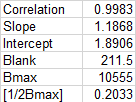 Correlation 0.9983
Slope 1.1868
Intercept 1.8906
Blank 211.5
Bmax 10555
[1/2Bmax] 0.2033